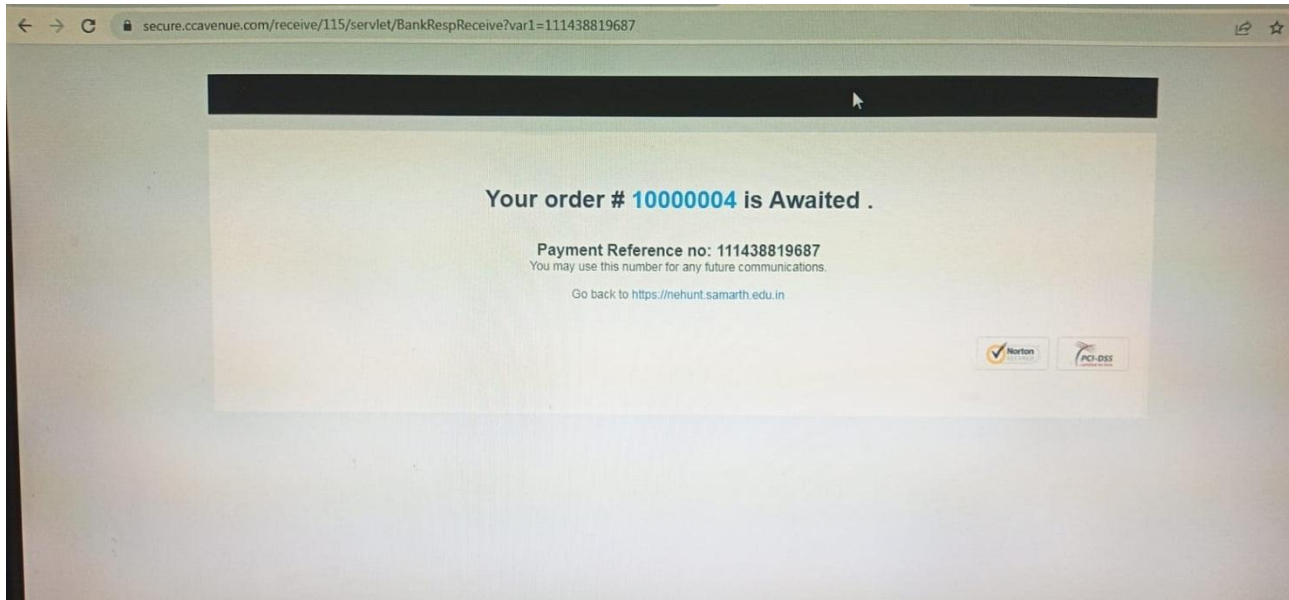 secure.ccavenue.com/receive/115/servlet/BankRespReceive?var1=111438819687
Your order # 10000004 is Awaited .
Payment Reference no: 111438819687
You may use this number for any future communications.
Go back to https://nehunt.samarth.edu.in
Norton
PCI-DSS